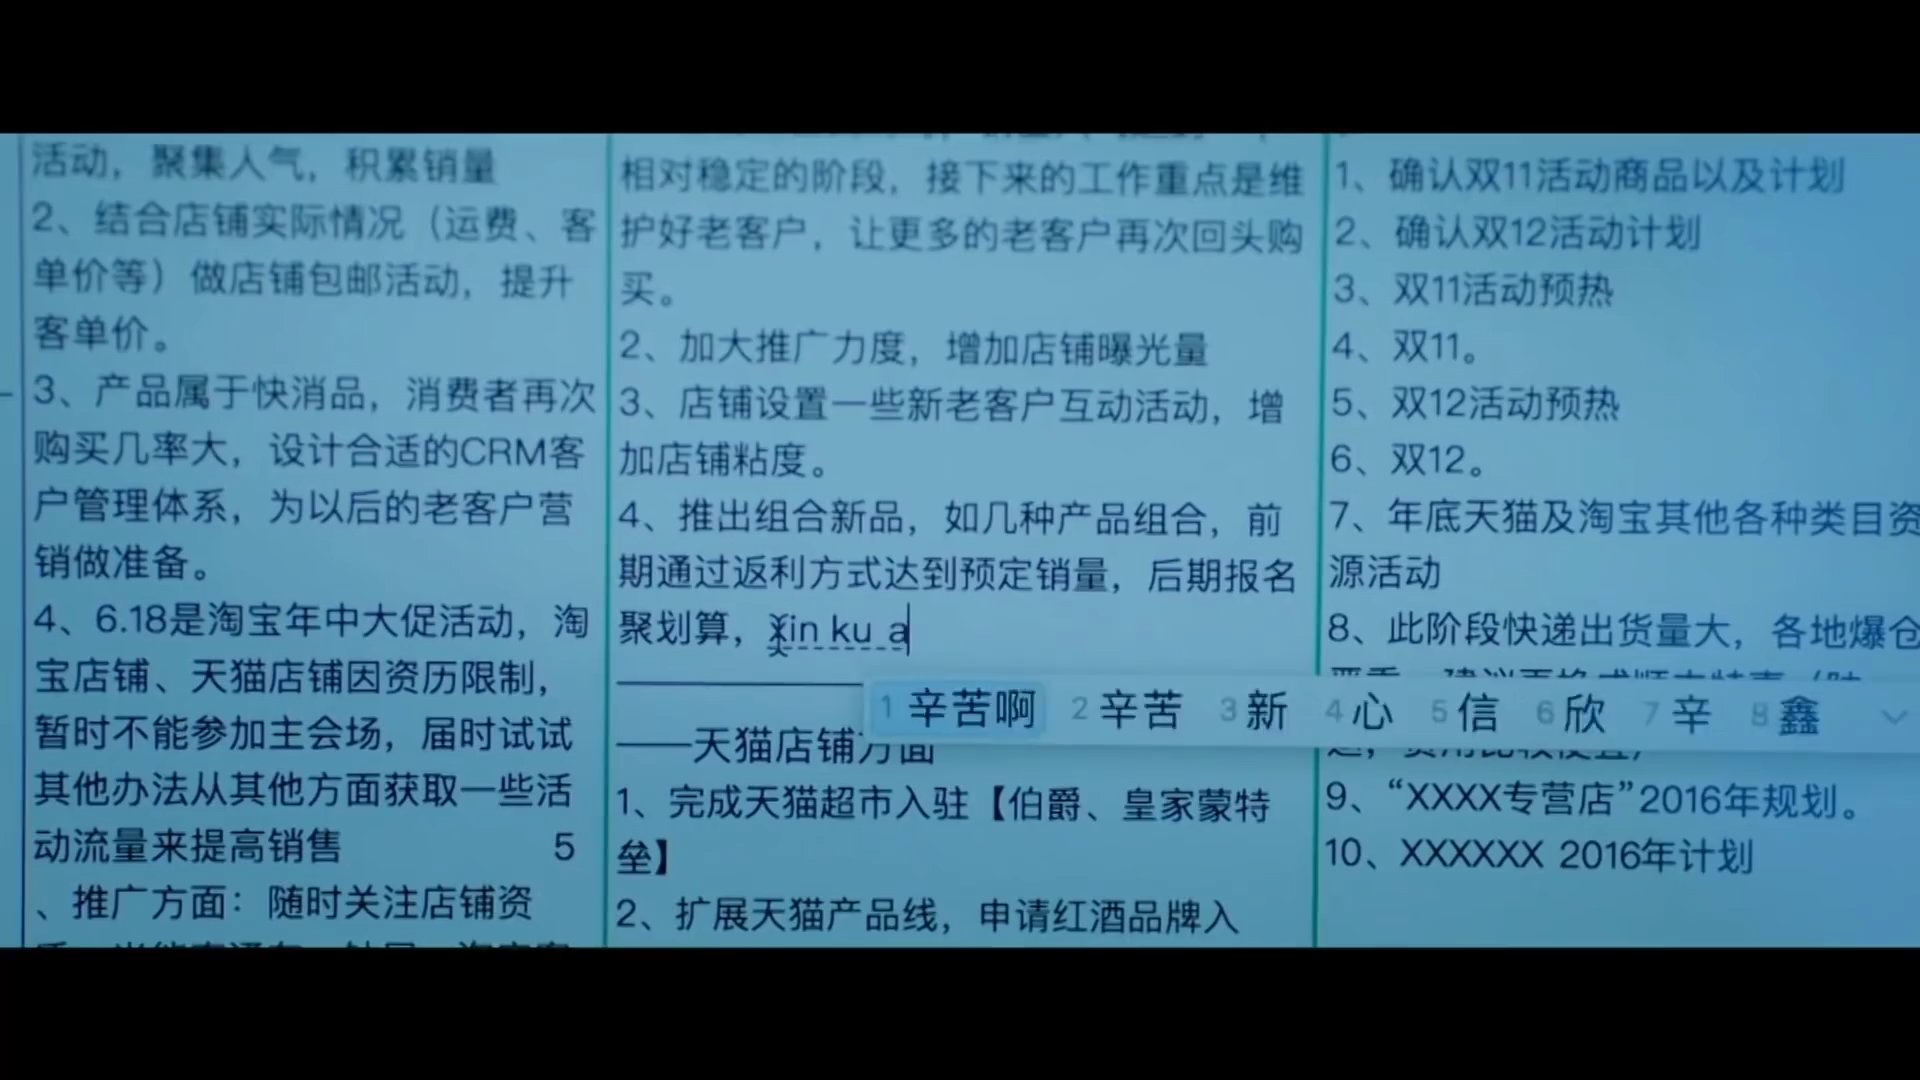 活动，聚集人气，积累销量
2、结合店铺实际情况（运费、客
单价等）做店铺包邮活动，提升
客单价。
3、产品属于快消品，消费者再次
购买几率大，设计合适的CRM客
户管理体系，为以后的老客户营
销做准备。
4、6.18是淘宝年中大促活动，淘
宝店铺、天猫店铺因资历限制，
暂时不能参加主会场，届时试试
其他办法从其他方面获取一些活
动流量来提高销售 5
、推广方面：随时关注店铺资
相对稳定的阶段，接下来的工作重点是维
护好老客户，让更多的老客户再次回头购
买。
2、加大推广力度，增加店铺曝光量
3、店铺设置一些新老客户互动活动，增
加店铺粘度。
4、推出组合新品，如几种产品组合，前
期通过返利方式达到预定销量，后期报名
聚划算，xin ku a
1 辛苦啊 2 辛苦 3 新 4 心 5 信 6 欣 7 辛 8 鑫
——天猫店铺方面
1、完成天猫超市入驻【伯爵、皇家蒙特
垒】
2、扩展天猫产品线，申请红酒品牌入
1、确认双11活动商品以及计划
2、确认双12活动计划
3、双11活动预热
4、双11。
5、双12活动预热
6、双12。
7、年底天猫及淘宝其他各种类目资
源活动
8、此阶段快递出货量大，各地爆仓
9、“XXXX专营店”2016年规划。
10、XXXXXX 2016年计划